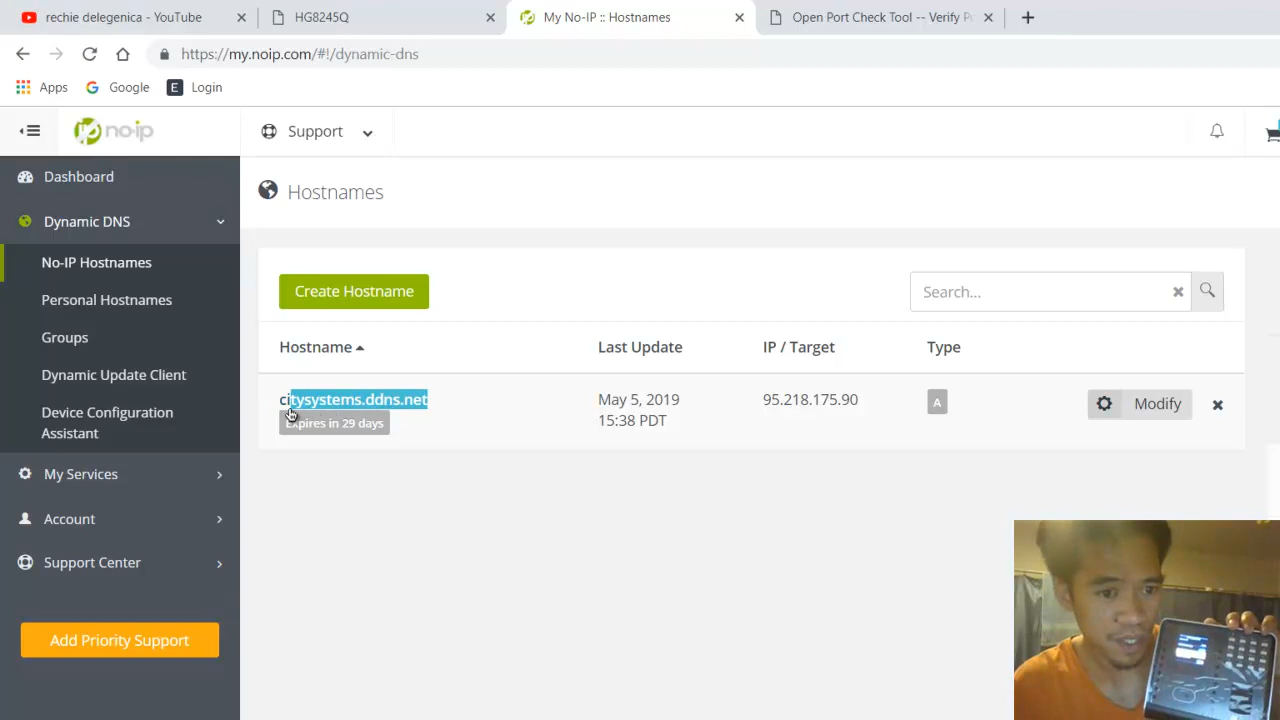 rechie delegenica - YouTube
HG8245Q
My No-IP :: Hostnames
Open Port Check Tool -- Verify P
https://my.noip.com/#!/dynamic-dns
Apps
Google
E
Login
no-ip
Support
Dashboard
Dynamic DNS
No-IP Hostnames
Personal Hostnames
Groups
Dynamic Update Client
Device Configuration
Assistant
My Services
Account
Support Center
Add Priority Support
Hostnames
Create Hostname
Search...
Hostname
Last Update
IP / Target
Type
citysystems.ddns.net
Expires in 29 days
May 5, 2019
15:38 PDT
95.218.175.90
A
Modify